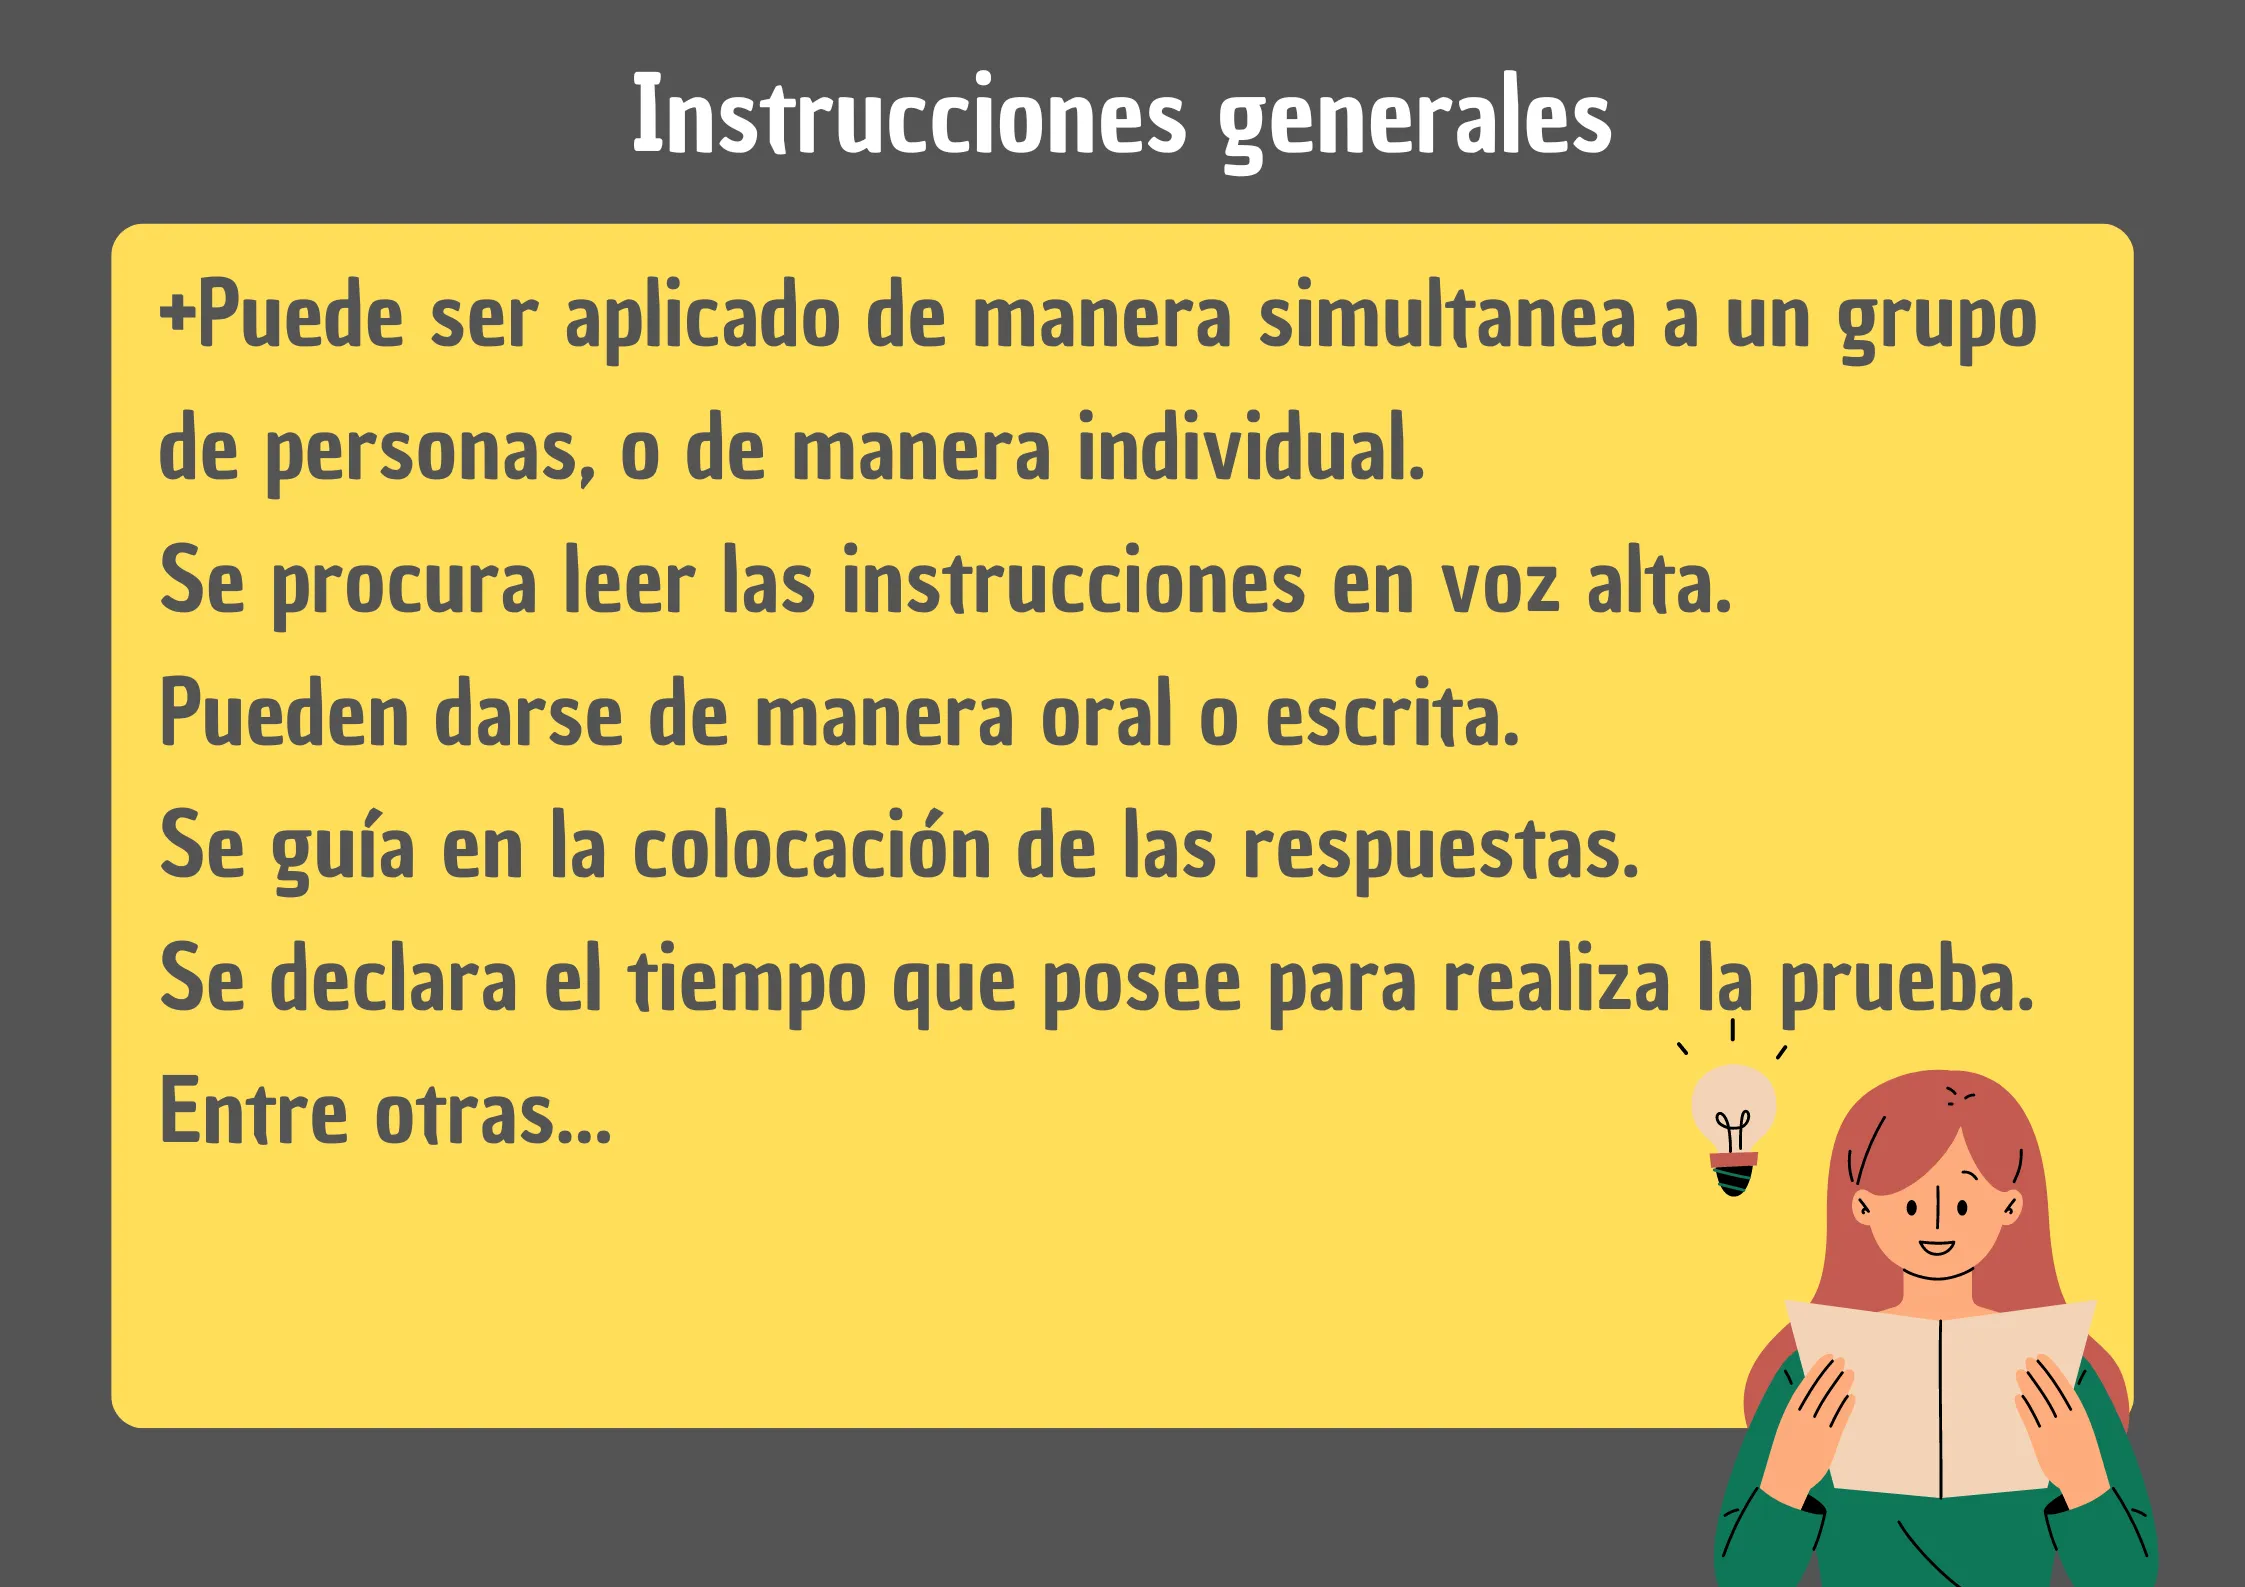 Instrucciones generales
+Puede ser aplicado de manera simultanea a un grupo
de personas, o de manera individual.
Se procura leer las instrucciones en voz alta.
Pueden darse de manera oral o escrita.
Se guía en la colocación de las respuestas.
Se declara el tiempo que posee para realiza la prueba.
Entre otras...